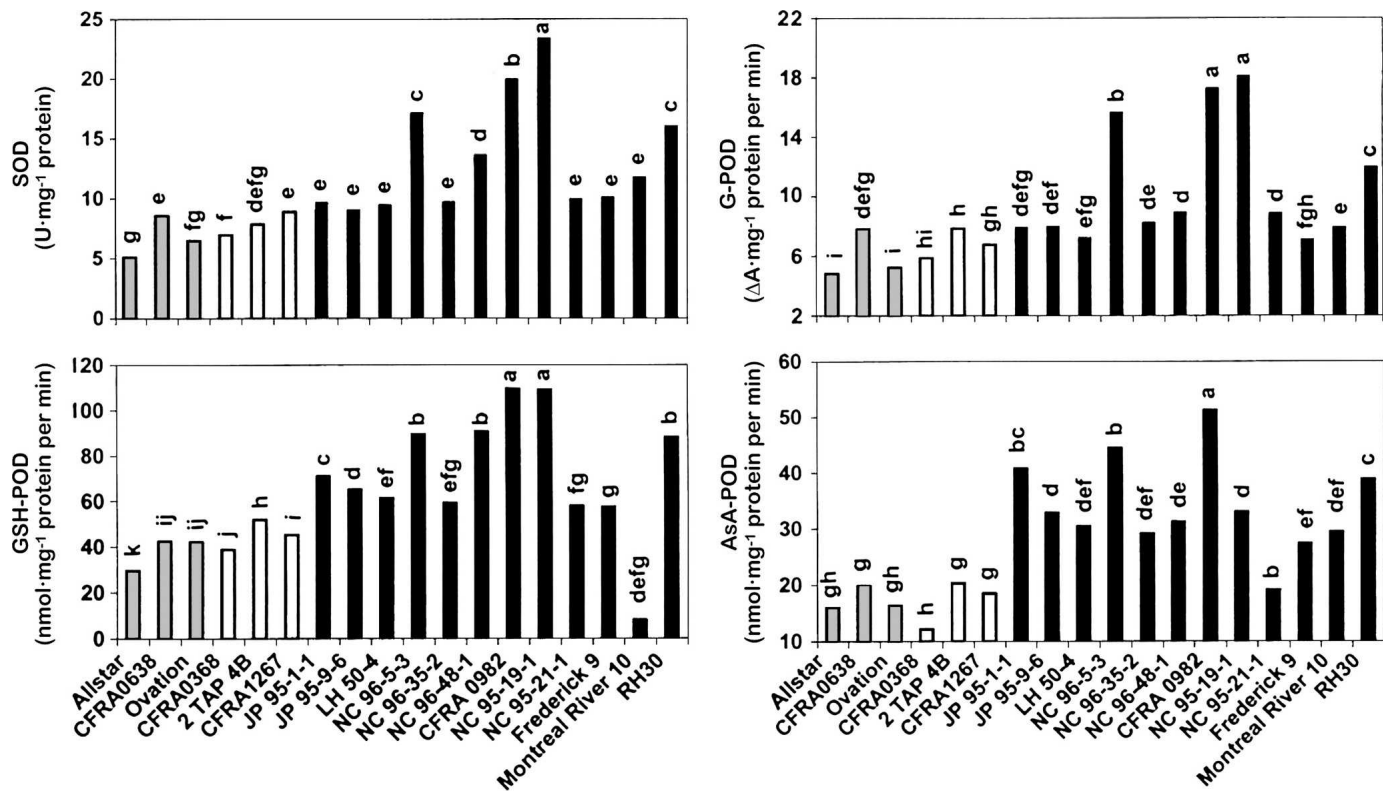 SOD
(U·mg⁻¹ protein)
25
20
15
10
5
0
g
e
fg
f
defg
e
e
e
e
c
e
d
b
a
e
e
e
c
G-POD
(ΔA·mg⁻¹ protein per min)
22
18
14
10
6
2
i
defg
i
hi
h
gh
defg
def
efg
b
de
d
a
a
d
fgh
e
c
GSH-POD
(nmol·mg⁻¹ protein per min)
120
100
80
60
40
20
0
k
ij
ij
j
h
i
c
d
ef
b
efg
b
a
a
fg
g
defg
b
Allstar
CFRA0638
Ovation
CFRA0368
2 TAP 4B
CFRA1267
JP 95-1-1
JP 95-9-6
LH 50-4
NC 96-5-3
NC 96-35-2
NC 96-48-1
CFRA 0982
NC 95-19-1
NC 95-21-1
Frederick 9
Montreal River 10
RH30
AsA-POD
(nmol·mg⁻¹ protein per min)
60
50
40
30
20
10
gh
g
gh
h
g
g
bc
d
def
b
def
de
a
d
b
ef
def
c
Allstar
CFRA0638
Ovation
CFRA0368
2 TAP 4B
CFRA1267
JP 95-1-1
JP 95-9-6
LH 50-4
NC 96-5-3
NC 96-35-2
NC 96-48-1
CFRA 0982
NC 95-19-1
NC 95-21-1
Frederick 9
Montreal River 10
RH30